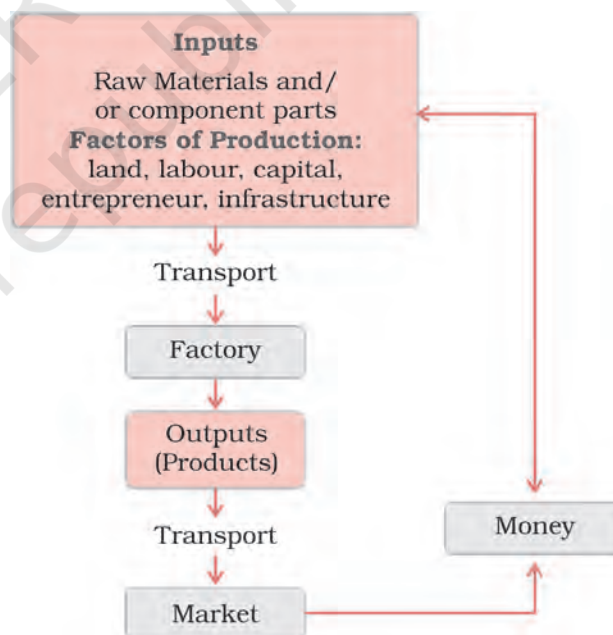 Inputs
Raw Materials and/
or component parts
Factors of Production:
land, labour, capital,
entrepreneur, infrastructure
Transport
Factory
Outputs
(Products)
Transport
Market
Money